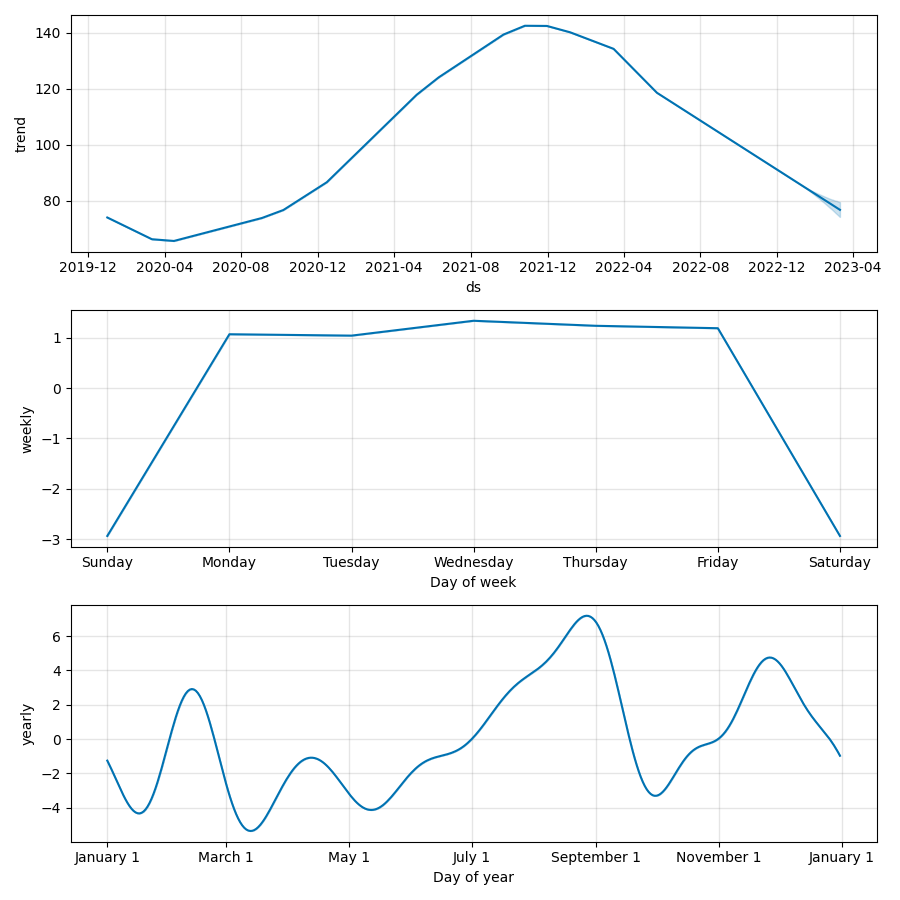 140
120
100
80
trend
2019-12 2020-04 2020-08 2020-12 2021-04 2021-08 2021-12 2022-04 2022-08 2022-12 2023-04
ds
1
0
−1
−2
−3
weekly
Sunday Monday Tuesday Wednesday Thursday Friday Saturday
Day of week
6
4
2
0
−2
−4
yearly
January 1 March 1 May 1 July 1 September 1 November 1 January 1
Day of year